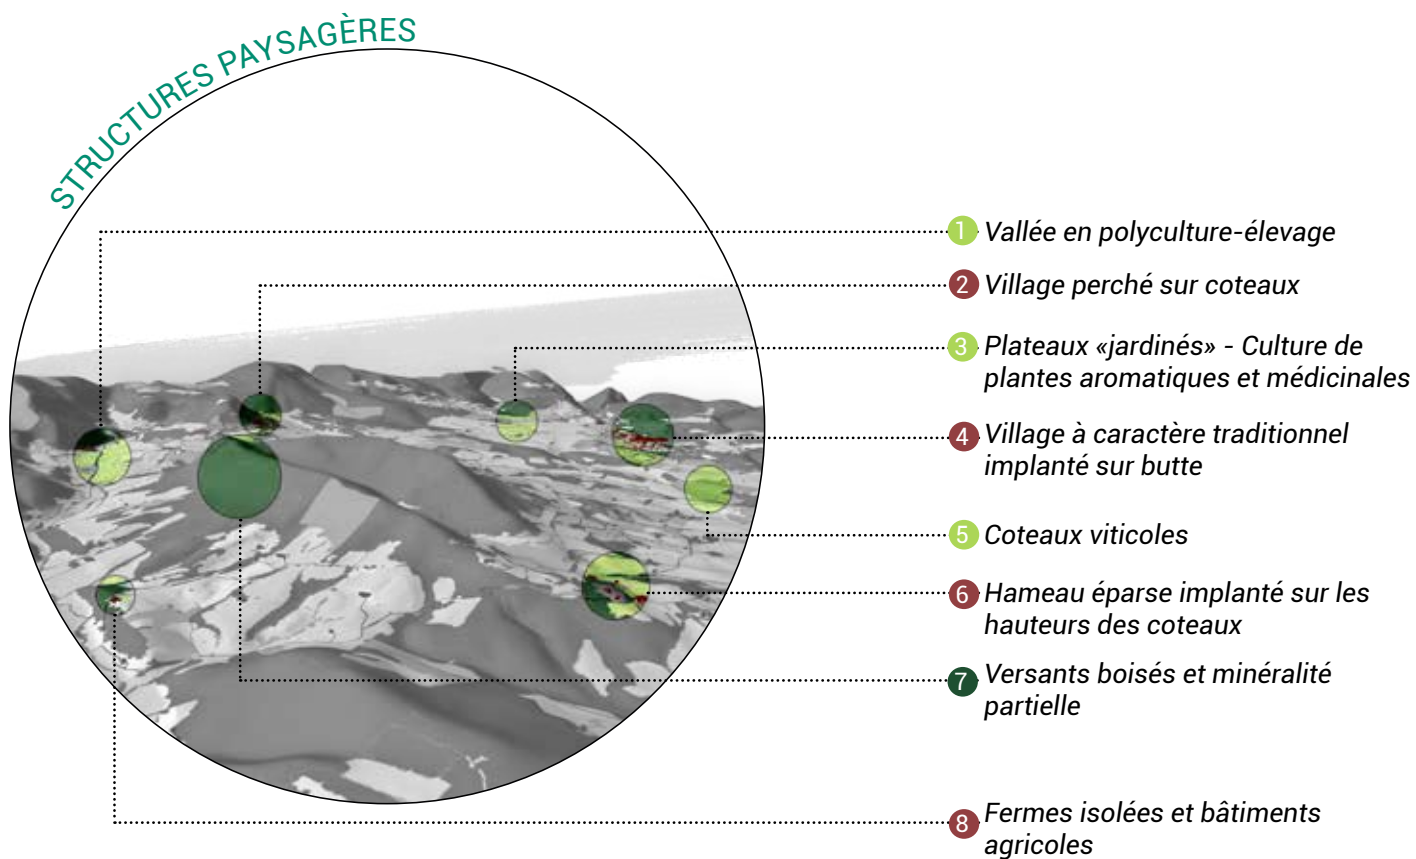 STRUCTURES PAYSAGÈRES
1 Vallée en polyculture-élevage
2 Village perché sur coteaux
3 Plateaux «jardinés» - Culture de
plantes aromatiques et médicinales
4 Village à caractère traditionnel
implanté sur butte
5 Coteaux viticoles
6 Hameau éparse implanté sur les
hauteurs des coteaux
7 Versants boisés et minéralité
partielle
8 Fermes isolées et bâtiments
agricoles